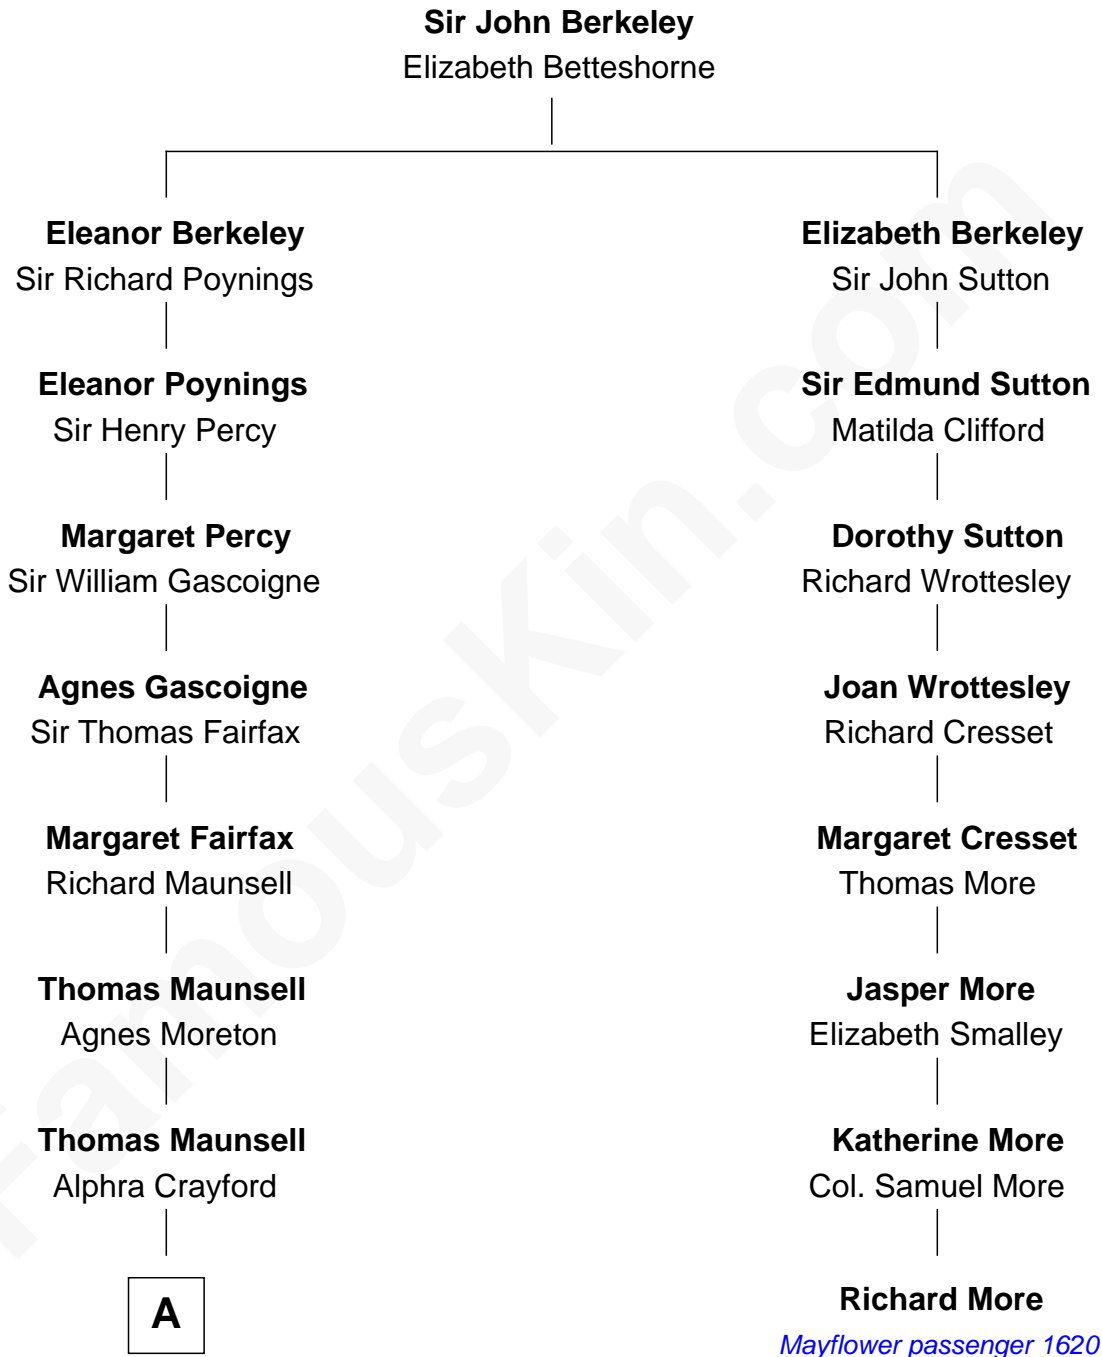 Sir John Berkeley
Elizabeth Betteshorne
Eleanor Berkeley
Sir Richard Poynings
Elizabeth Berkeley
Sir John Sutton
Eleanor Poynings
Sir Henry Percy
Sir Edmund Sutton
Matilda Clifford
Margaret Percy
Sir William Gascoigne
Dorothy Sutton
Richard Wrottesley
Agnes Gascoigne
Sir Thomas Fairfax
Joan Wrottesley
Richard Cresset
Margaret Fairfax
Richard Maunsell
Margaret Cresset
Thomas More
Thomas Maunsell
Agnes Moreton
Jasper More
Elizabeth Smalley
Thomas Maunsell
Alphra Crayford
Katherine More
Col. Samuel More
A
Richard More
Mayflower passenger 1620
FamousKin.com